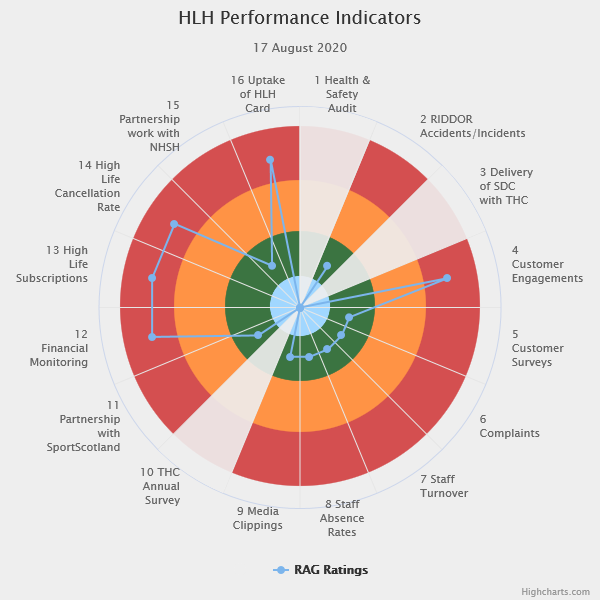 HLH Performance Indicators
17 August 2020
1 Health &
Safety
Audit
2 RIDDOR
Accidents/Incidents
3 Delivery
of SDC
with THC
4
Customer
Engagements
5
Customer
Surveys
6
Complaints
7 Staff
Turnover
8 Staff
Absence
Rates
9 Media
Clippings
10 THC
Annual
Survey
11
Partnership
with
SportScotland
12
Financial
Monitoring
13 High
Life
Subscriptions
14 High
Life
Cancellation
Rate
15
Partnership
work with
NHSH
16 Uptake
of HLH
Card
RAG Ratings
Highcharts.com